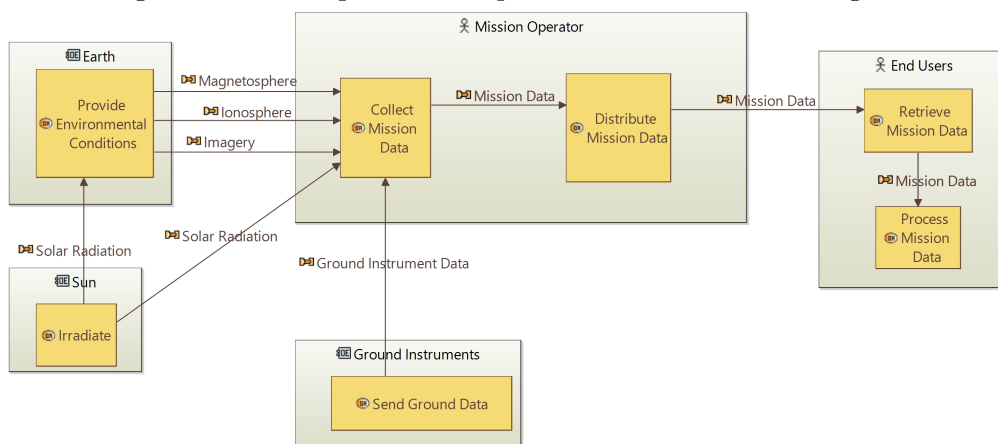 Mission Operator
Earth
End Users
Magnetosphere
Provide
Environmental
Conditions
Ionosphere
Imagery
Collect
Mission
Data
Mission Data
Distribute
Mission Data
Mission Data
Retrieve
Mission Data
Mission Data
Process
Mission
Data
Solar Radiation
Solar Radiation
Ground Instrument Data
Sun
Irradiate
Ground Instruments
Send Ground Data